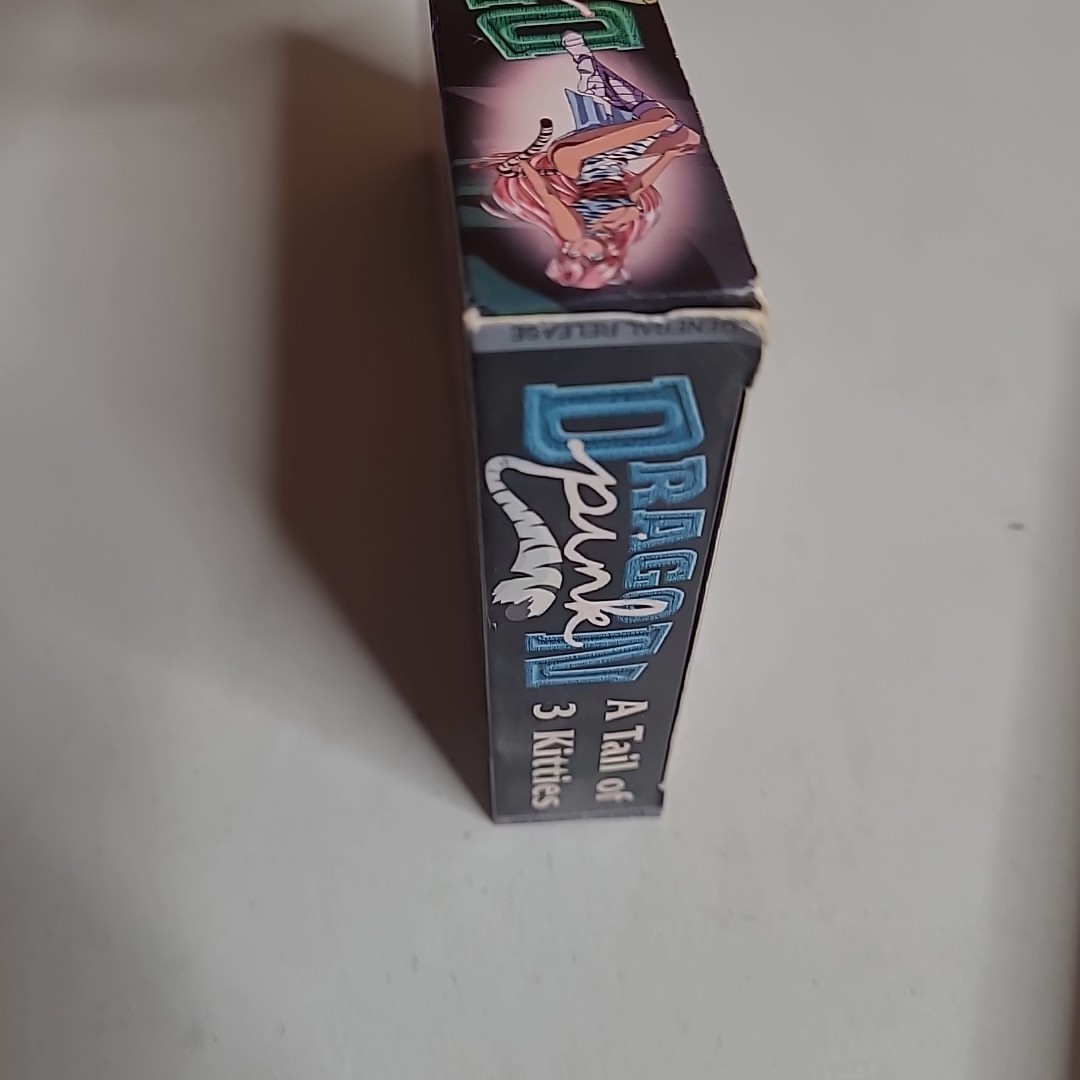 GENERAL RELEASE
DRAGON
pink
A Tail of
3 Kitties